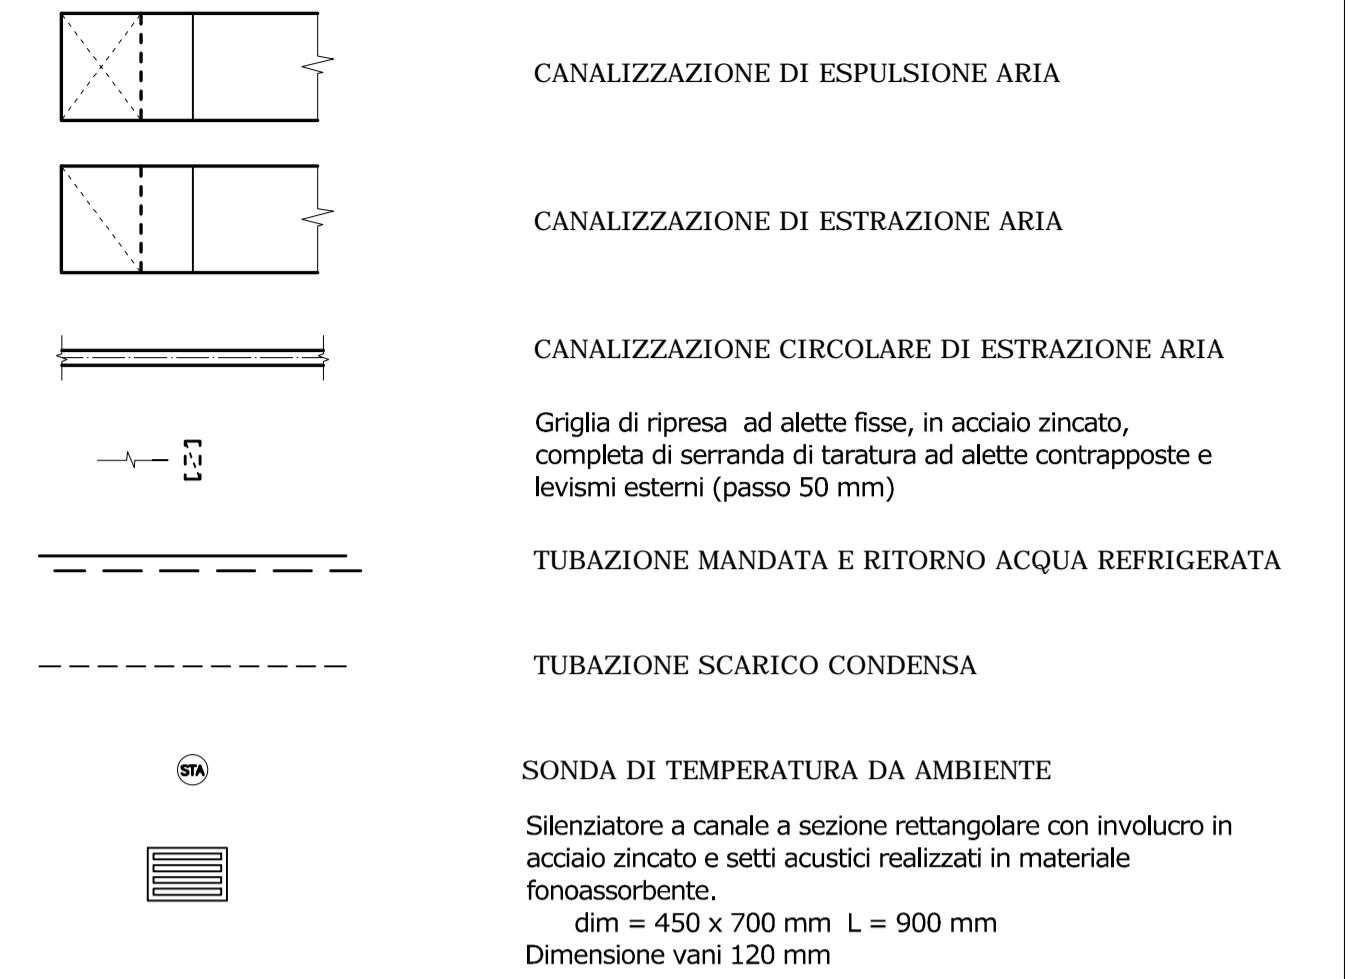 CANALIZZAZIONE DI ESPULSIONE ARIA
CANALIZZAZIONE DI ESTRAZIONE ARIA
CANALIZZAZIONE CIRCOLARE DI ESTRAZIONE ARIA
Griglia di ripresa ad alette fisse, in acciaio zincato,
completa di serranda di taratura ad alette contrapposte e
levismi esterni (passo 50 mm)
TUBAZIONE MANDATA E RITORNO ACQUA REFRIGERATA
TUBAZIONE SCARICO CONDENSA
STA
SONDA DI TEMPERATURA DA AMBIENTE
Silenziatore a canale a sezione rettangolare con involucro in
acciaio zincato e setti acustici realizzati in materiale
fonoassorbente.
dim = 450 x 700 mm L = 900 mm
Dimensione vani 120 mm